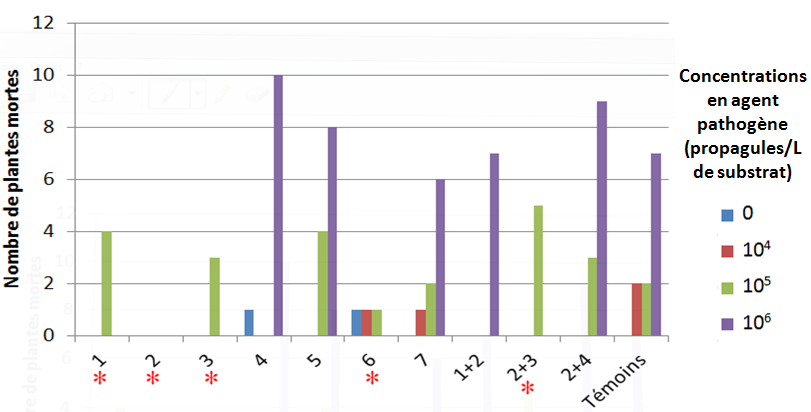 12
10
8
6
4
2
0
Nombre de plantes mortes
1 2 3 4 5 6 7 1+2 2+3 2+4 Témoins
* * * * *
Concentrations
en agent
pathogène
(propagules/L
de substrat)
0
10⁴
10⁵
10⁶